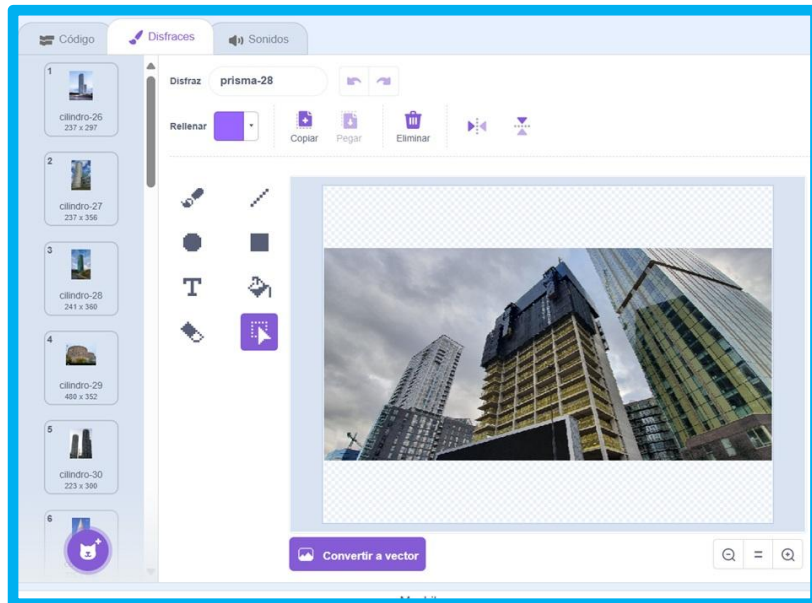 Código
Disfraces
Sonidos
Disfraz
prisma-28
Rellenar
Copiar
Pegar
Eliminar
1
cilindro-26
237 x 297
2
cilindro-27
237 x 356
3
cilindro-28
241 x 360
4
cilindro-29
480 x 352
5
cilindro-30
223 x 300
6
T
Convertir a vector